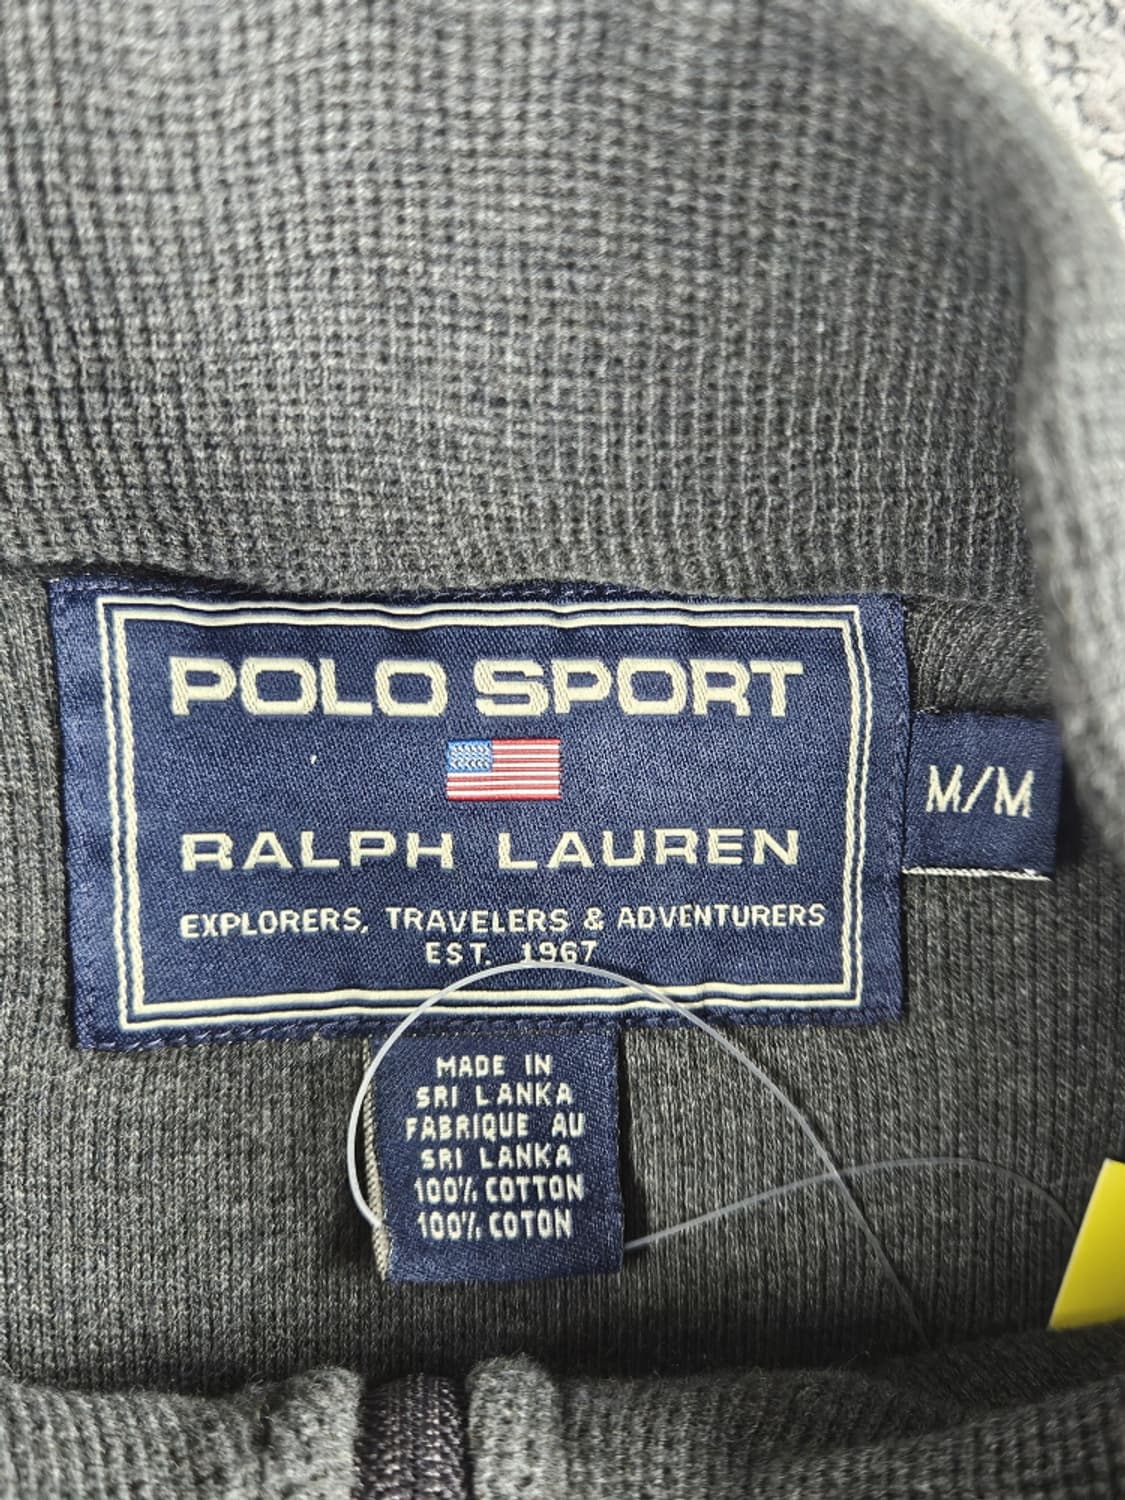 POLO SPORT
RALPH LAUREN
EXPLORERS, TRAVELERS & ADVENTURERS
EST. 1967
M/M
MADE IN
SRI LANKA
FABRIQUE AU
SRI LANKA
100% COTTON
100% COTON